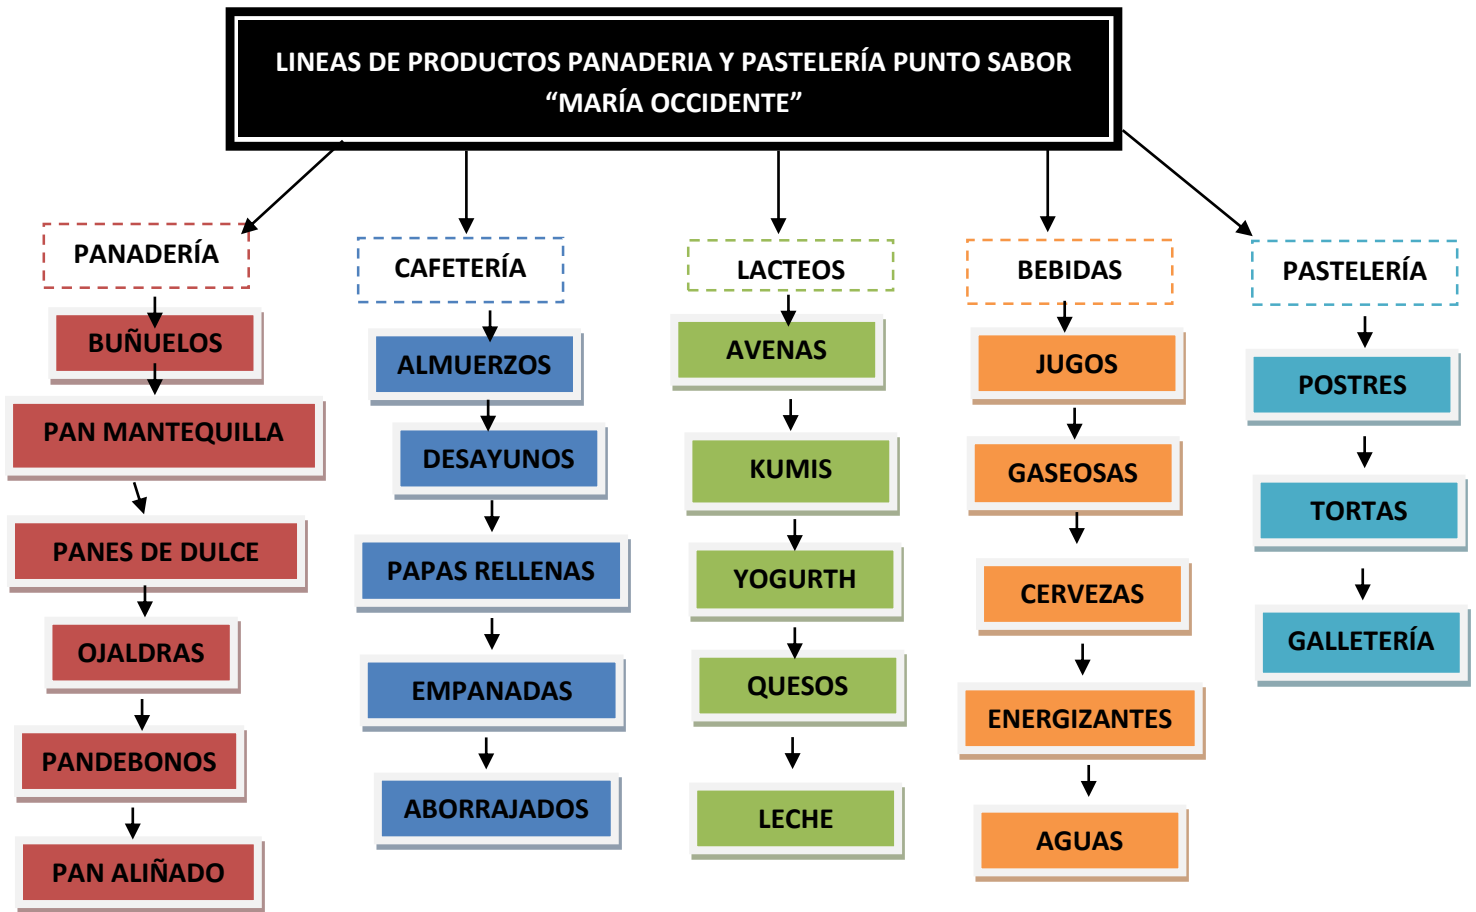 LINEAS DE PRODUCTOS PANADERIA Y PASTELERÍA PUNTO SABOR
“MARÍA OCCIDENTE”
PANADERÍA
BUÑUELOS
PAN MANTEQUILLA
PANES DE DULCE
OJALDRAS
PANDEBONOS
PAN ALIÑADO
CAFETERÍA
ALMUERZOS
DESAYUNOS
PAPAS RELLENAS
EMPANADAS
ABORRAJADOS
LACTEOS
AVENAS
KUMIS
YOGURTH
QUESOS
LECHE
BEBIDAS
JUGOS
GASEOSAS
CERVEZAS
ENERGIZANTES
AGUAS
PASTELERÍA
POSTRES
TORTAS
GALLETERÍA